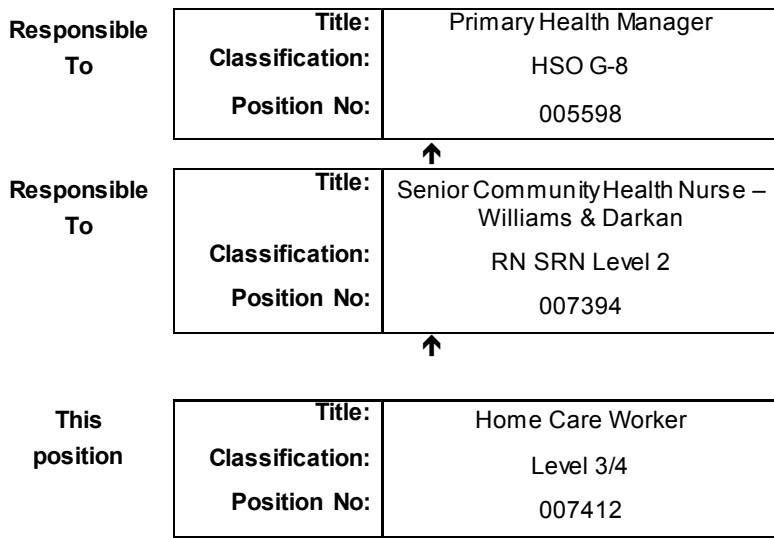 Responsible To
Title: Primary Health Manager
Classification: HSO G-8
Position No: 005598
Responsible To
Title: Senior Community Health Nurse –
Williams & Darkan
Classification: RN SRN Level 2
Position No: 007394
This position
Title: Home Care Worker
Classification: Level 3/4
Position No: 007412